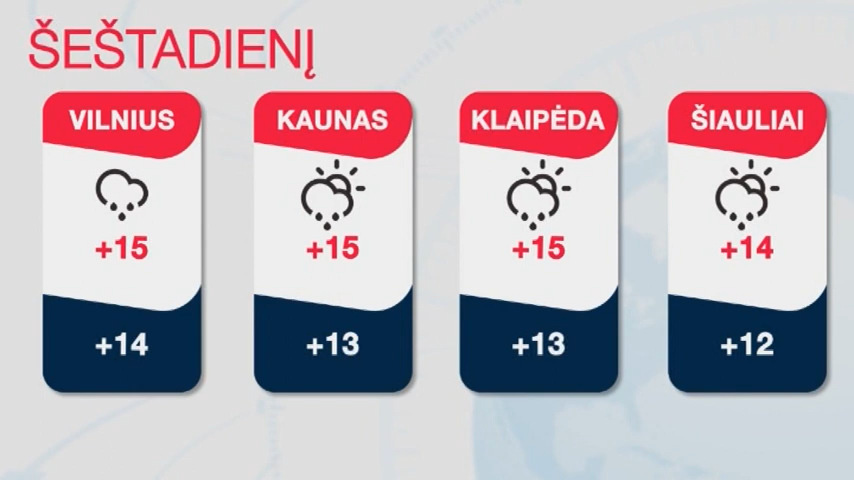 ŠEŠTADIENĮ
VILNIUS
+15
+14
KAUNAS
+15
+13
KLAIPĖDA
+15
+13
ŠIAULIAI
+14
+12